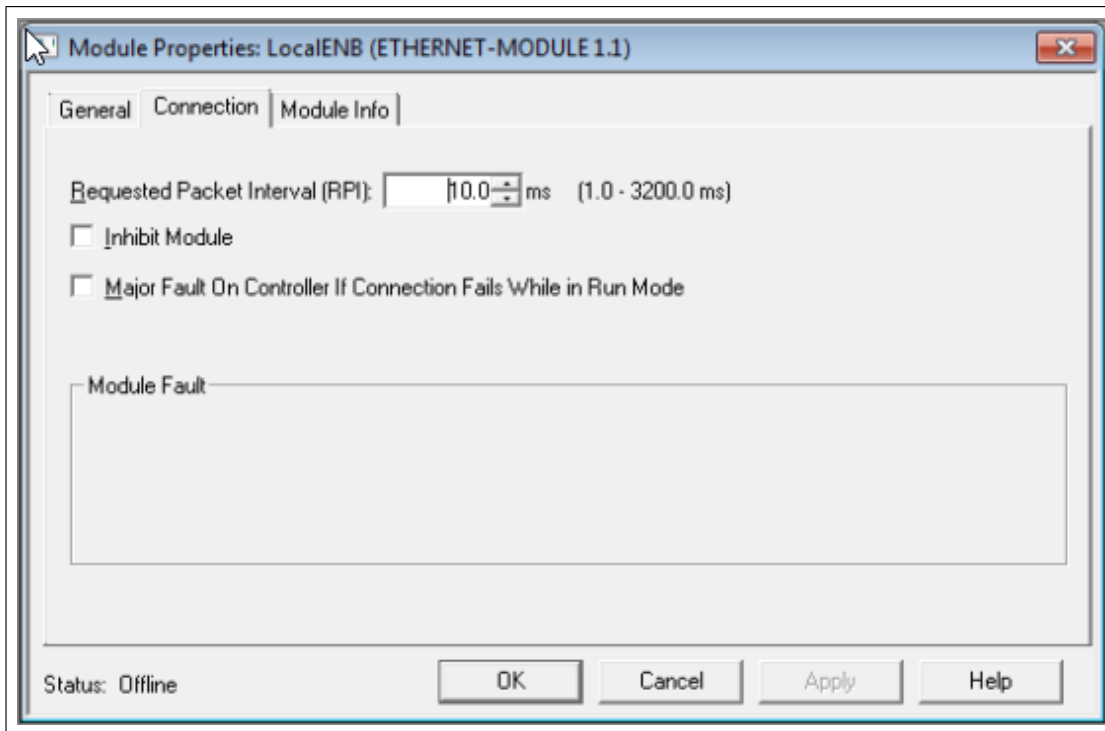 Module Properties: LocalENB (ETHERNET-MODULE 1.1)
General Connection Module Info
Requested Packet Interval (RPI): 10.0 ms (1.0 - 3200.0 ms)
Inhibit Module
Major Fault On Controller If Connection Fails While in Run Mode
Module Fault
Status: Offline OK Cancel Apply Help